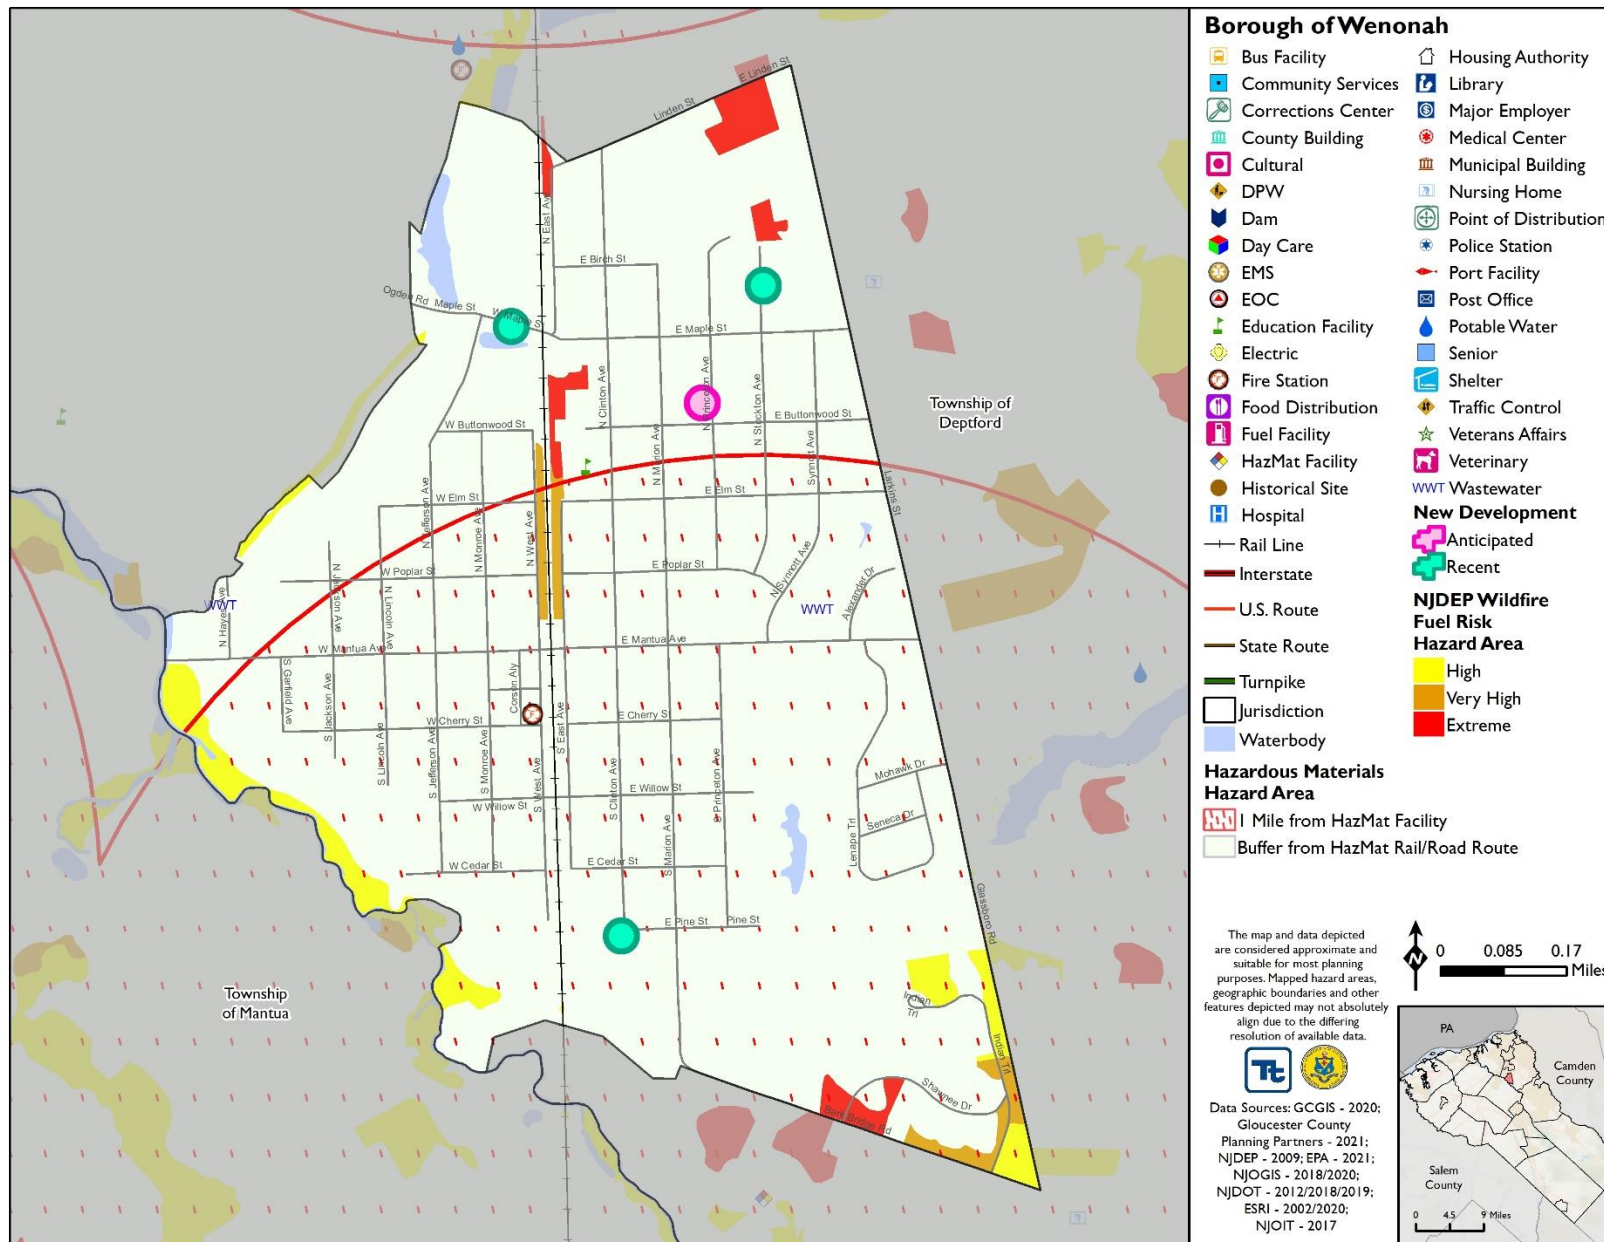 Borough of Wenonah
Bus Facility
Community Services
Corrections Center
County Building
Cultural
DPW
Dam
Day Care
EMS
EOC
Education Facility
Electric
Fire Station
Food Distribution
Fuel Facility
HazMat Facility
Historical Site
Hospital
Rail Line
Interstate
U.S. Route
State Route
Turnpike
Jurisdiction
Waterbody
Hazardous Materials
Hazard Area
1 Mile from HazMat Facility
Buffer from HazMat Rail/Road Route
Housing Authority
Library
Major Employer
Medical Center
Municipal Building
Nursing Home
Point of Distribution
Police Station
Port Facility
Post Office
Potable Water
Senior
Shelter
Traffic Control
Veterans Affairs
Veterinary
WWT Wastewater
New Development
Anticipated
Recent
NJDEP Wildfire
Fuel Risk
Hazard Area
High
Very High
Extreme
The map and data depicted
are considered approximate and
suitable for most planning
purposes. Mapped hazard areas,
geographic boundaries and other
features depicted may not absolutely
align due to the differing
resolution of available data.
Tt
Data Sources: GCGIS - 2020;
Gloucester County
Planning Partners - 2021;
NJDEP - 2009; EPA - 2021;
NJOGIS - 2018/2020;
NJDOT - 2012/2018/2019;
ESRI - 2002/2020;
NJOIT - 2017
N
0 0.085 0.17
Miles
PA
Camden
County
Salem
County
0 4.5 9 Miles
E Linden St
Linden St
N East Ave
E Birch St
Ogden Rd
Maple St
W Maple St
E Maple St
N Clinton Ave
N Princeton Ave
N Stockton Ave
Township of
Deptford
E Buttonwood St
W Buttonwood St
N Marion Ave
Synnott Ave
Larkins St
E Elm St
W Elm St
N Jefferson Ave
N Monroe Ave
N West Ave
E Poplar St
W Poplar St
N Synnott Ave
Alexander Dr
N Jackson Ave
N Lincoln Ave
WWT
N Hayes Ave
WWT
E Mantua Ave
W Mantua Ave
S Garfield Ave
S Jackson Ave
Corson Aly
F
W Cherry St
E Cherry St
S East Ave
S Lincoln Ave
S Jefferson Ave
S Monroe Ave
S West Ave
S Clinton Ave
S Princeton Ave
Mohawk Dr
E Willow St
W Willow St
Seneca Dr
Lenape Trl
S Marion Ave
W Cedar St
E Cedar St
Glassboro Rd
E Pine St
Pine St
Township
of Mantua
Indian
Trl
Indian Trl
Shawnee Dr